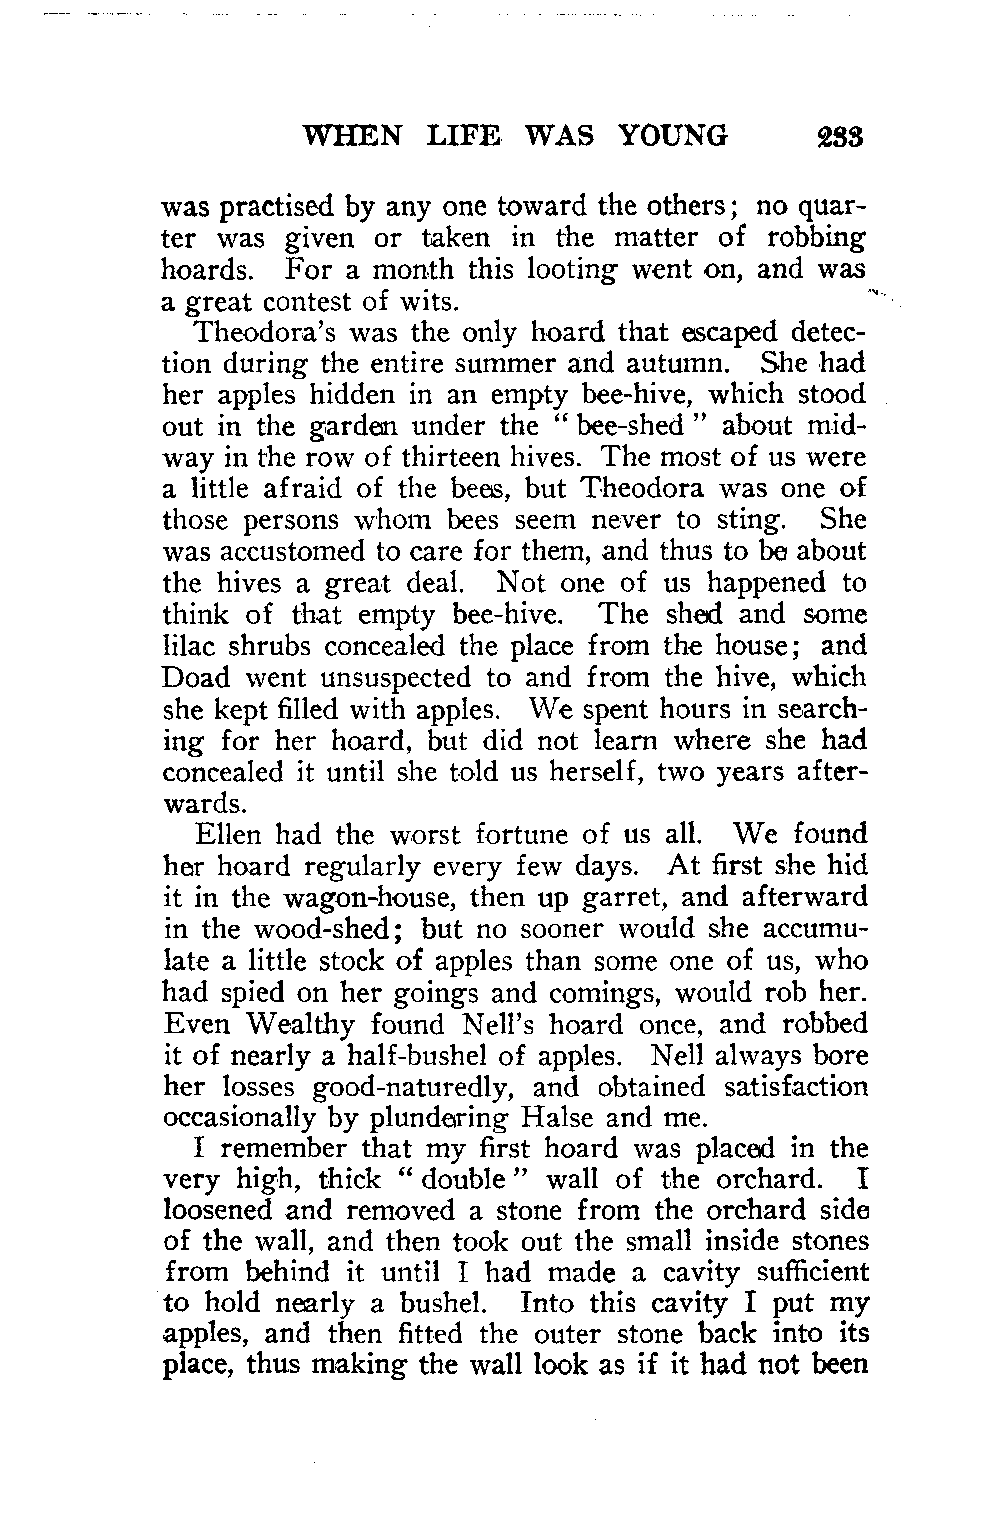 WHEN LIFE WAS YOUNG 233
was practised by any one toward the others; no quar-
ter was given or taken in the matter of robbing
hoards. For a month this looting went on, and was
a great contest of wits.
Theodora's was the only hoard that escaped detec-
tion during the entire summer and autumn. She had
her apples hidden in an empty bee-hive, which stood
out in the garden under the " bee-shed " about mid-
way in the row of thirteen hives. The most of us were
a little afraid of the bees, but Theodora was one of
those persons whom bees seem never to sting. She
was accustomed to care for them, and thus to be about
the hives a great deal. Not one of us happened to
think of that empty bee-hive. The shed and some
lilac shrubs concealed the place from the house; and
Doad went unsuspected to and from the hive, which
she kept filled with apples. We spent hours in search-
ing for her hoard, but did not learn where she had
concealed it until she told us herself, two years after-
wards.
Ellen had the worst fortune of us all. We found
her hoard regularly every few days. At first she hid
it in the wagon-house, then up garret, and afterward
in the wood-shed; but no sooner would she accumu-
late a little stock of apples than some one of us, who
had spied on her goings and comings, would rob her.
Even Wealthy found Nell's hoard once, and robbed
it of nearly a half-bushel of apples. Nell always bore
her losses good-naturedly, and obtained satisfaction
occasionally by plundering Halse and me.
I remember that my first hoard was placed in the
very high, thick " double " wall of the orchard. I
loosened and removed a stone from the orchard side
of the wall, and then took out the small inside stones
from behind it until I had made a cavity sufficient
to hold nearly a bushel. Into this cavity I put my
apples, and then fitted the outer stone back into its
place, thus making the wall look as if it had not been